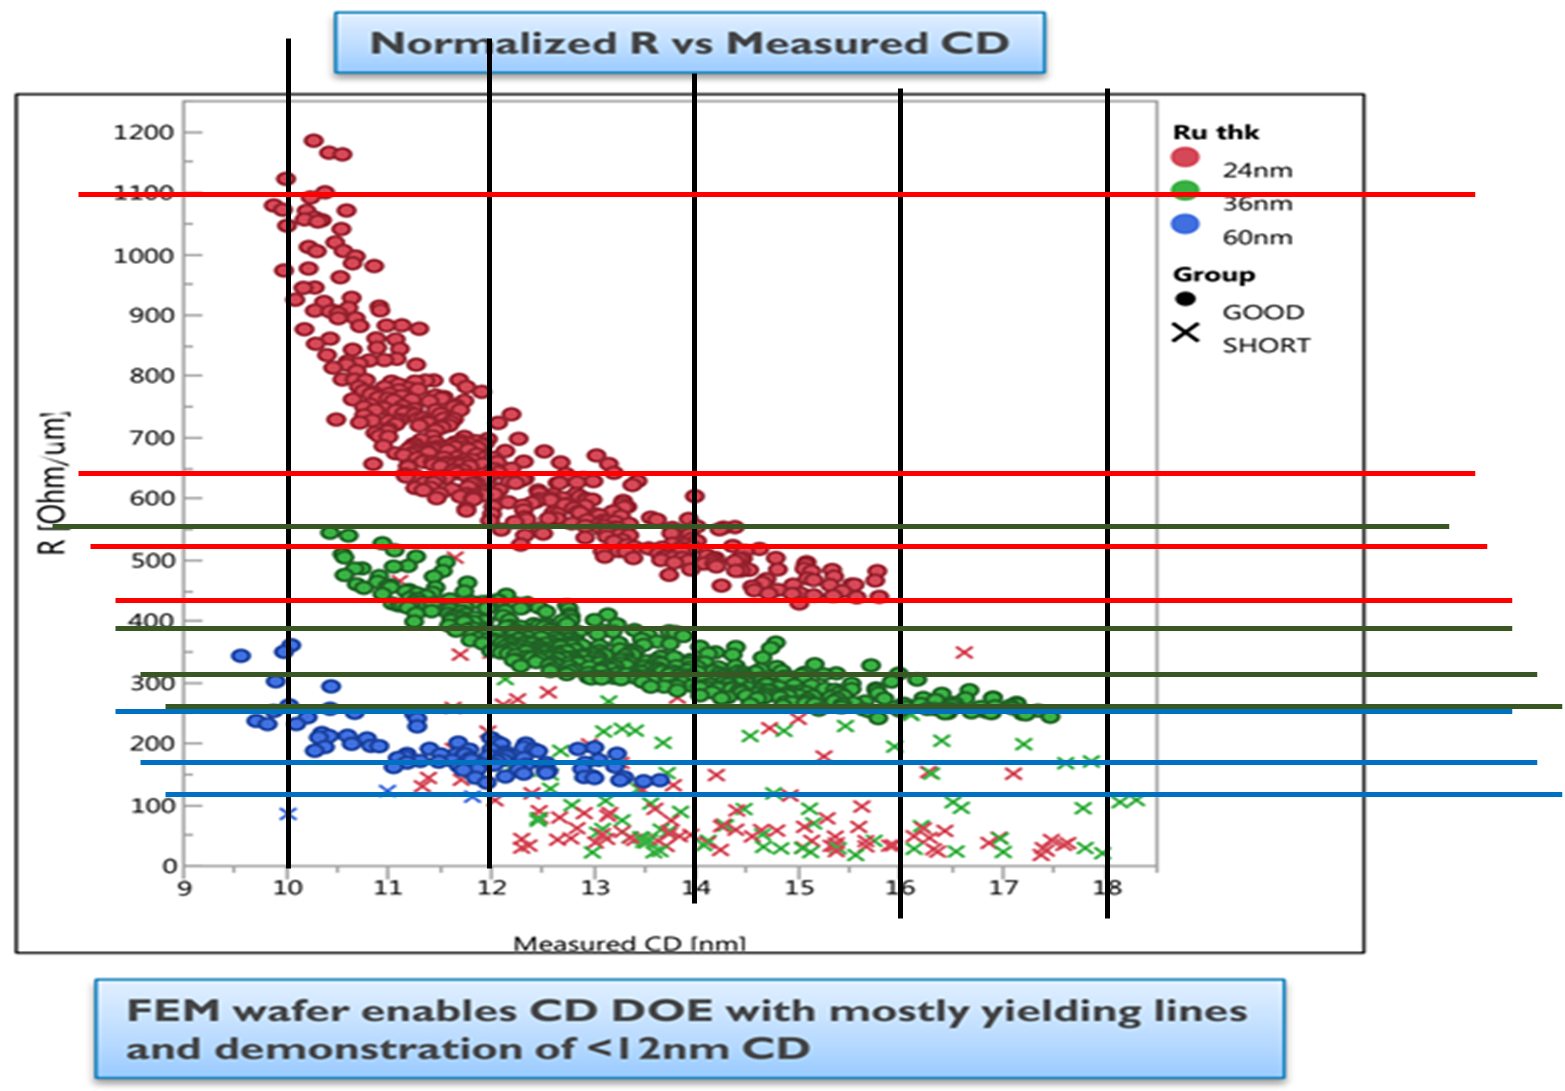 Normalized R vs Measured CD
1200
1100
1000
900
800
700
600
500
400
300
200
100
0
R [Ohm/um]
9 10 11 12 13 14 15 16 17 18
Measured CD [nm]
Ru thk
24nm
36nm
60nm
Group
GOOD
SHORT
FEM wafer enables CD DOE with mostly yielding lines
and demonstration of <12nm CD